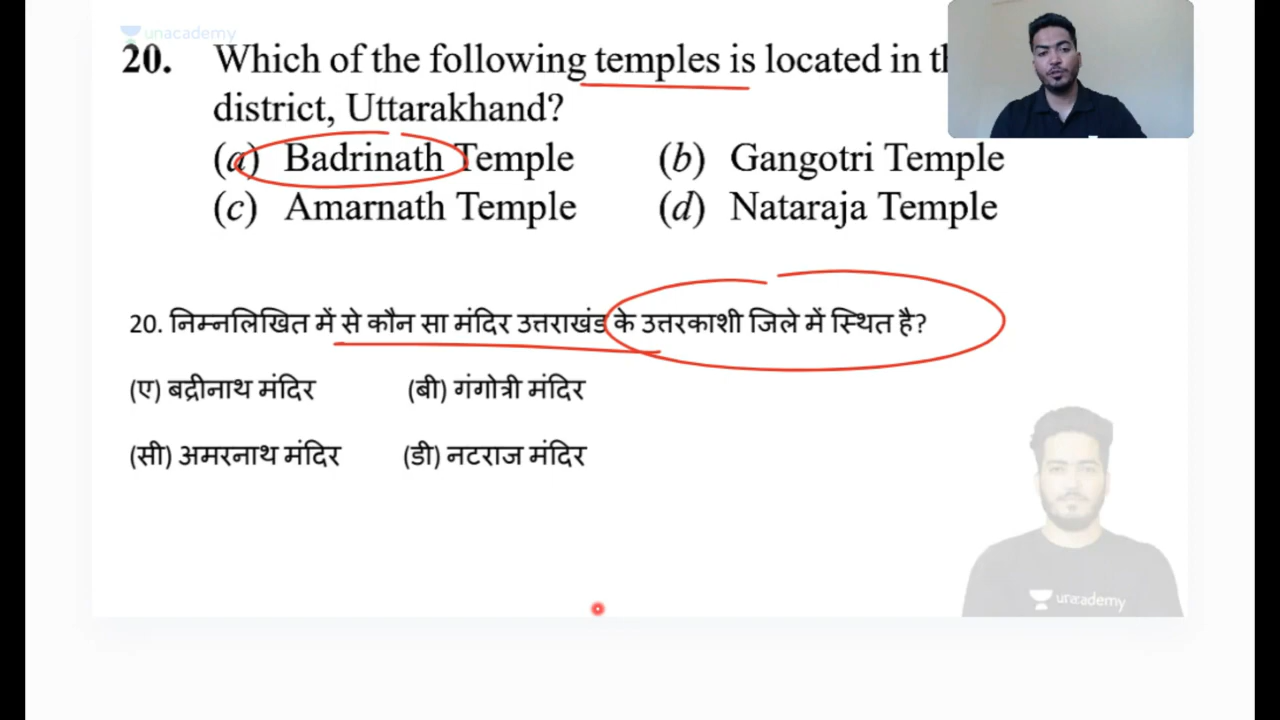 unacademy
20. Which of the following temples is located in
district, Uttarakhand?
(a) Badrinath Temple (b) Gangotri Temple
(c) Amarnath Temple (d) Nataraja Temple
20. निम्नलिखित में से कौन सा मंदिर उत्तराखंड के उत्तरकाशी जिले में स्थित है?
(ए) बद्रीनाथ मंदिर (बी) गंगोत्री मंदिर
(सी) अमरनाथ मंदिर (डी) नटराज मंदिर
unacademy